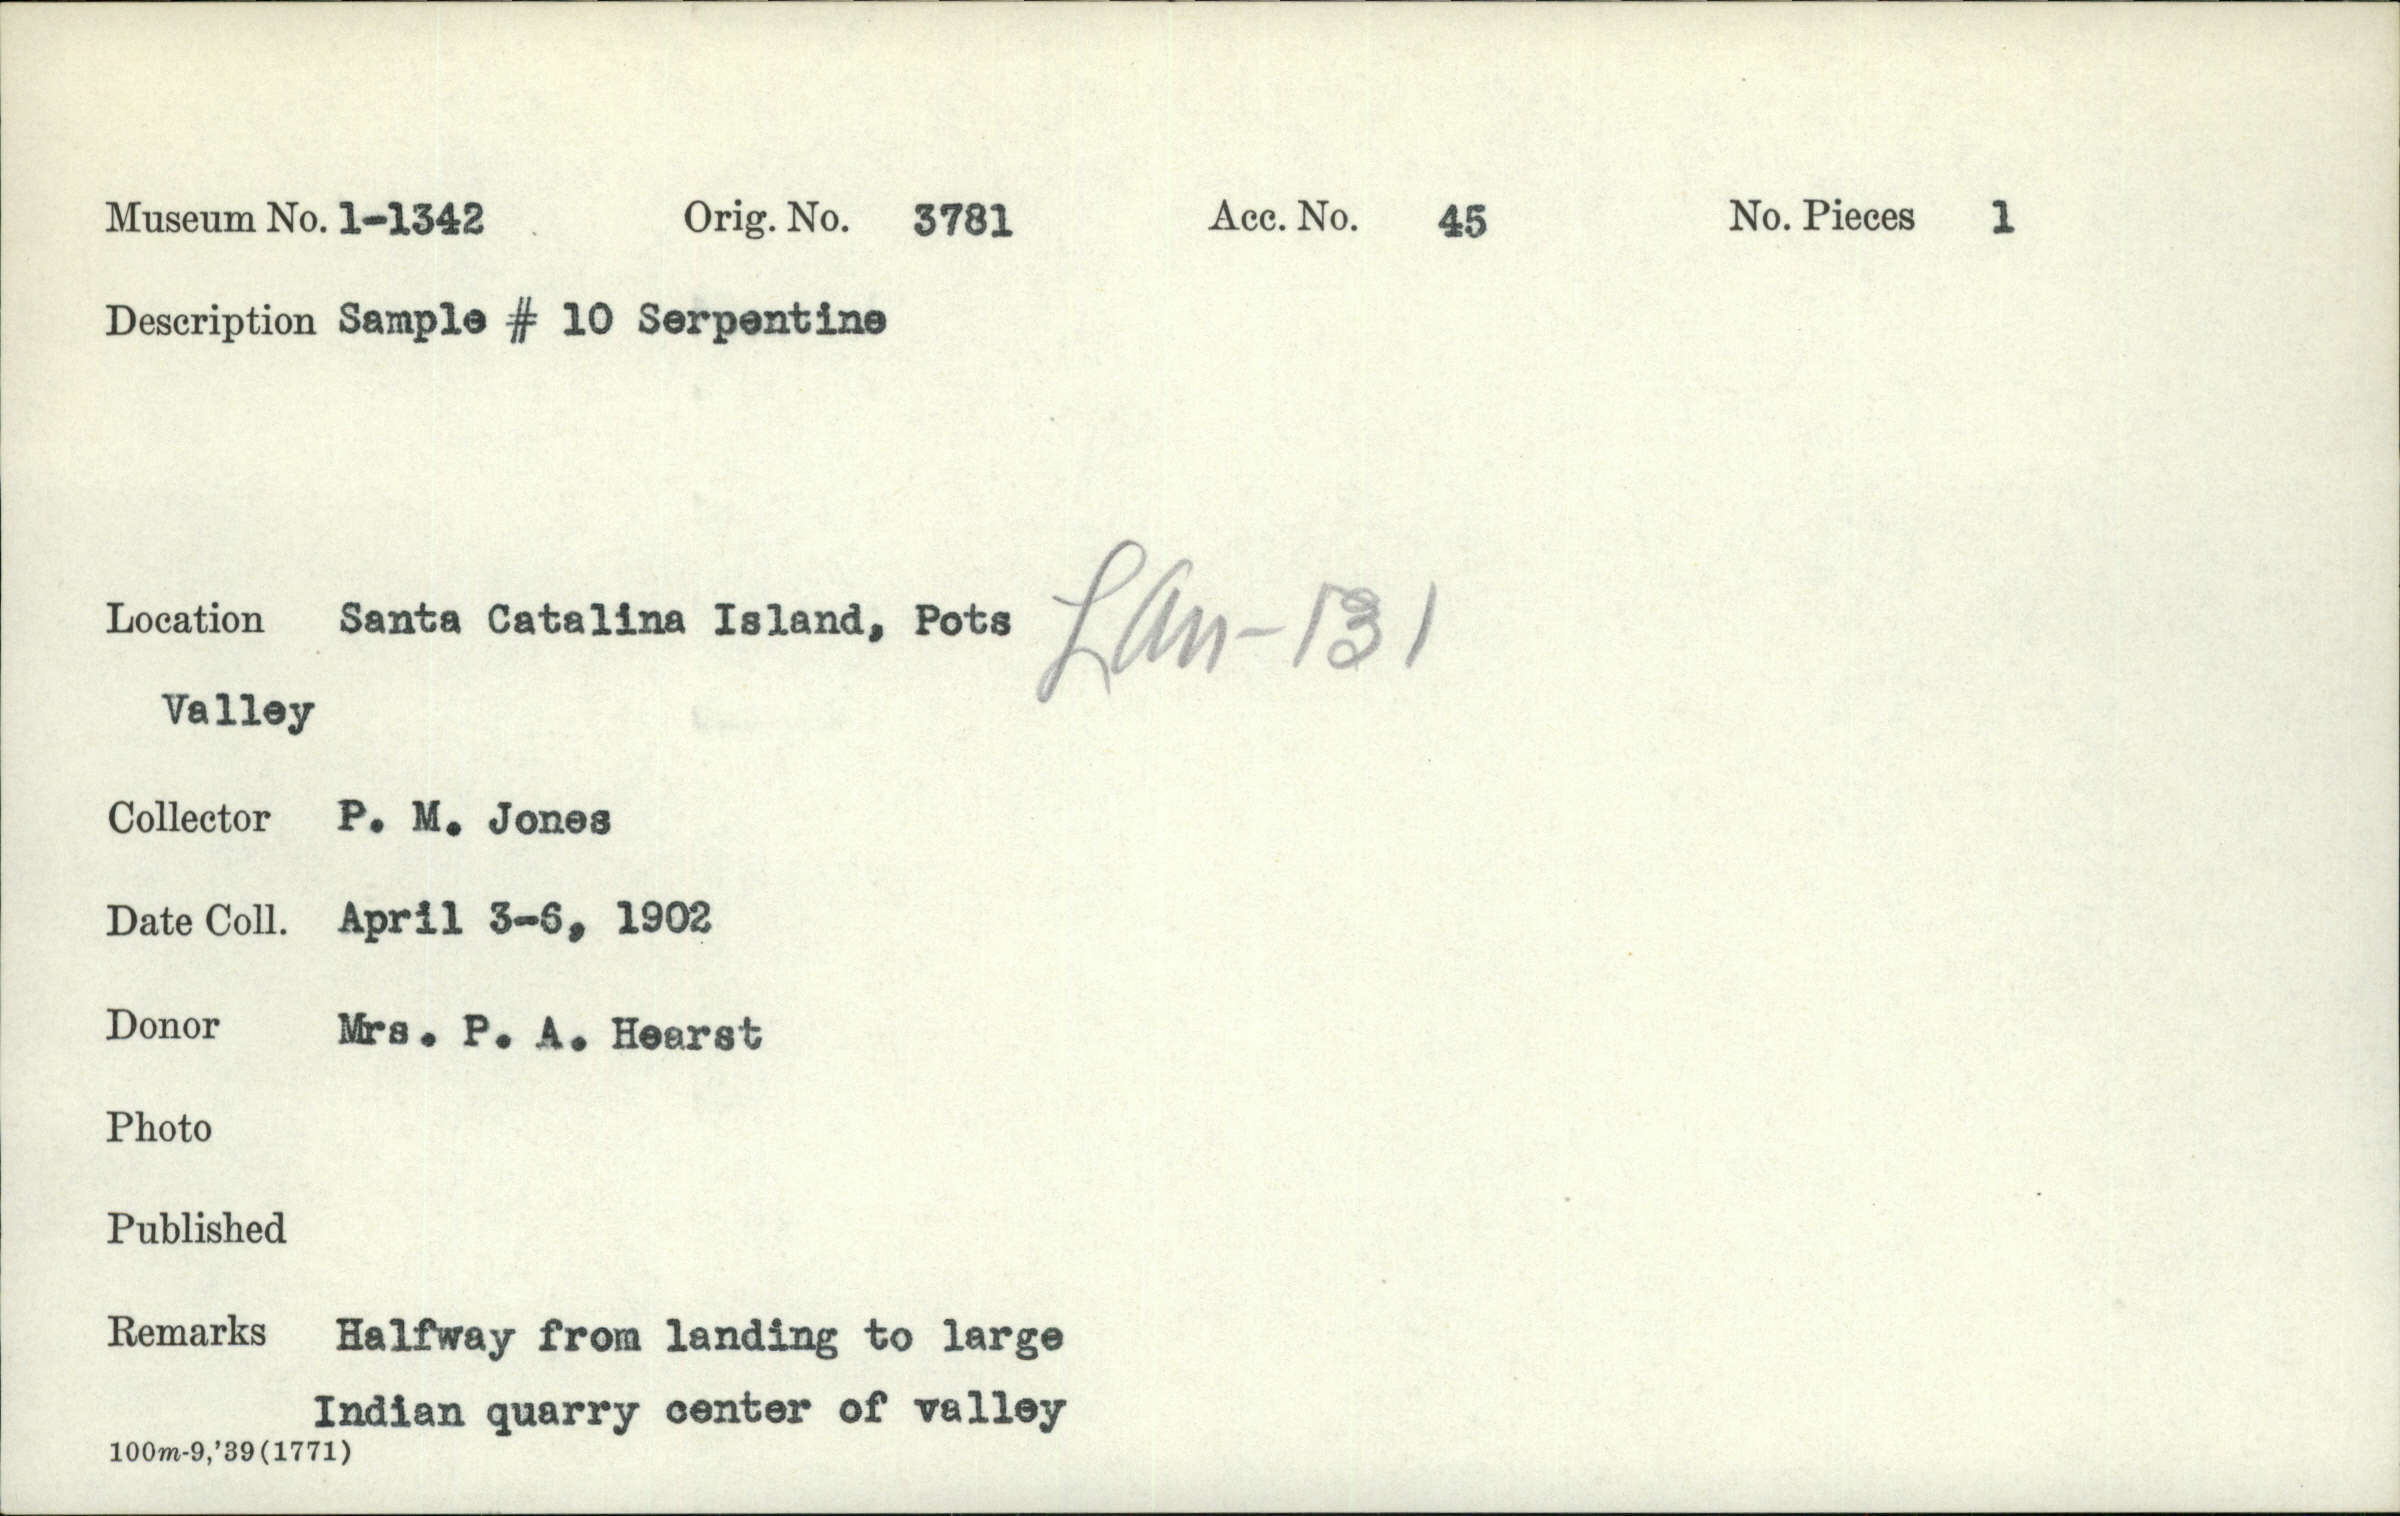 Museum No. 1-1342 Orig. No. 3781 Acc. No. 45 No. Pieces 1
Description Sample # 10 Serpentine
Location Santa Catalina Island, Pots LAn-131
Valley
Collector P. M. Jones
Date Coll. April 3-6, 1902
Donor Mrs. P. A. Hearst
Photo
Published
Remarks Halfway from landing to large
Indian quarry center of valley
100m-9,'39(1771)